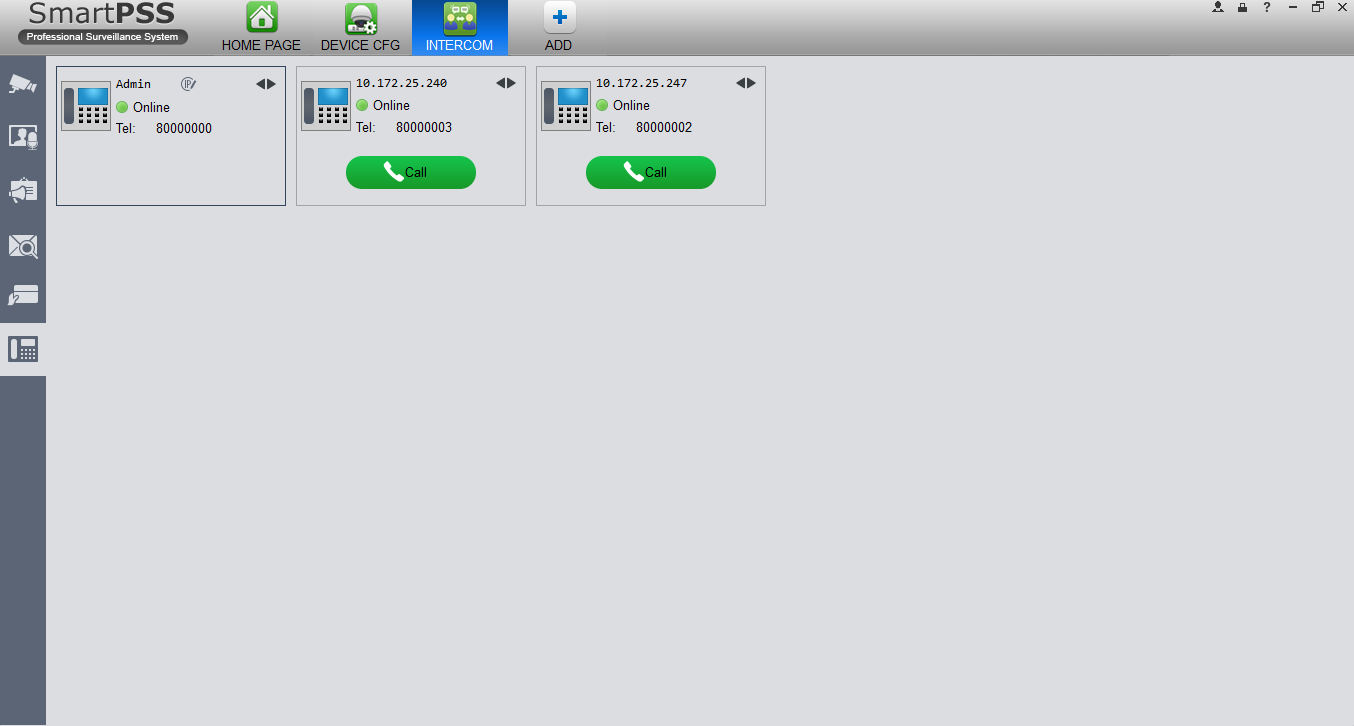 SmartPSS
Professional Surveillance System
HOME PAGE
DEVICE CFG
INTERCOM
ADD
?
Admin
IP
Online
Tel: 80000000
10.172.25.240
Online
Tel: 80000003
Call
10.172.25.247
Online
Tel: 80000002
Call